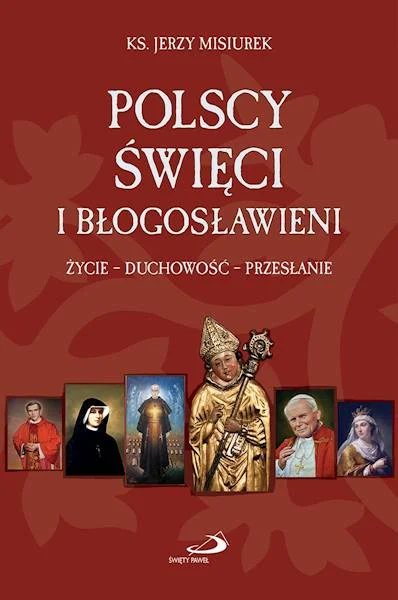 KS. JERZY MISIUREK
POLSCY
ŚWIĘCI
I BŁOGOSŁAWIENI
ŻYCIE – DUCHOWOŚĆ – PRZESŁANIE
ŚWIĘTY PAWEŁ